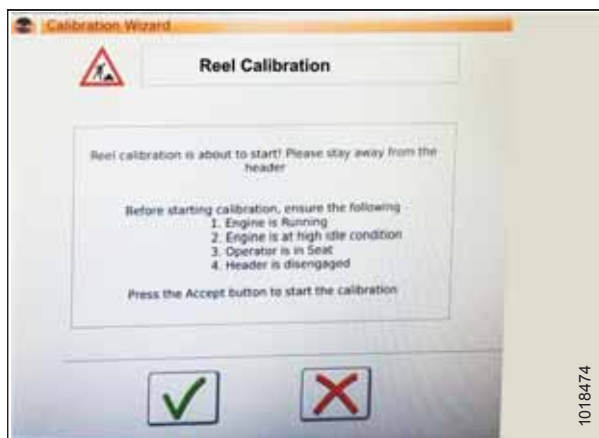 Calibration Wizard
Reel Calibration
Reel calibration is about to start! Please stay away from the
header
Before starting calibration, ensure the following
1. Engine is Running
2. Engine is at high idle condition
3. Operator is in Seat
4. Header is disengaged
Press the Accept button to start the calibration
1018474